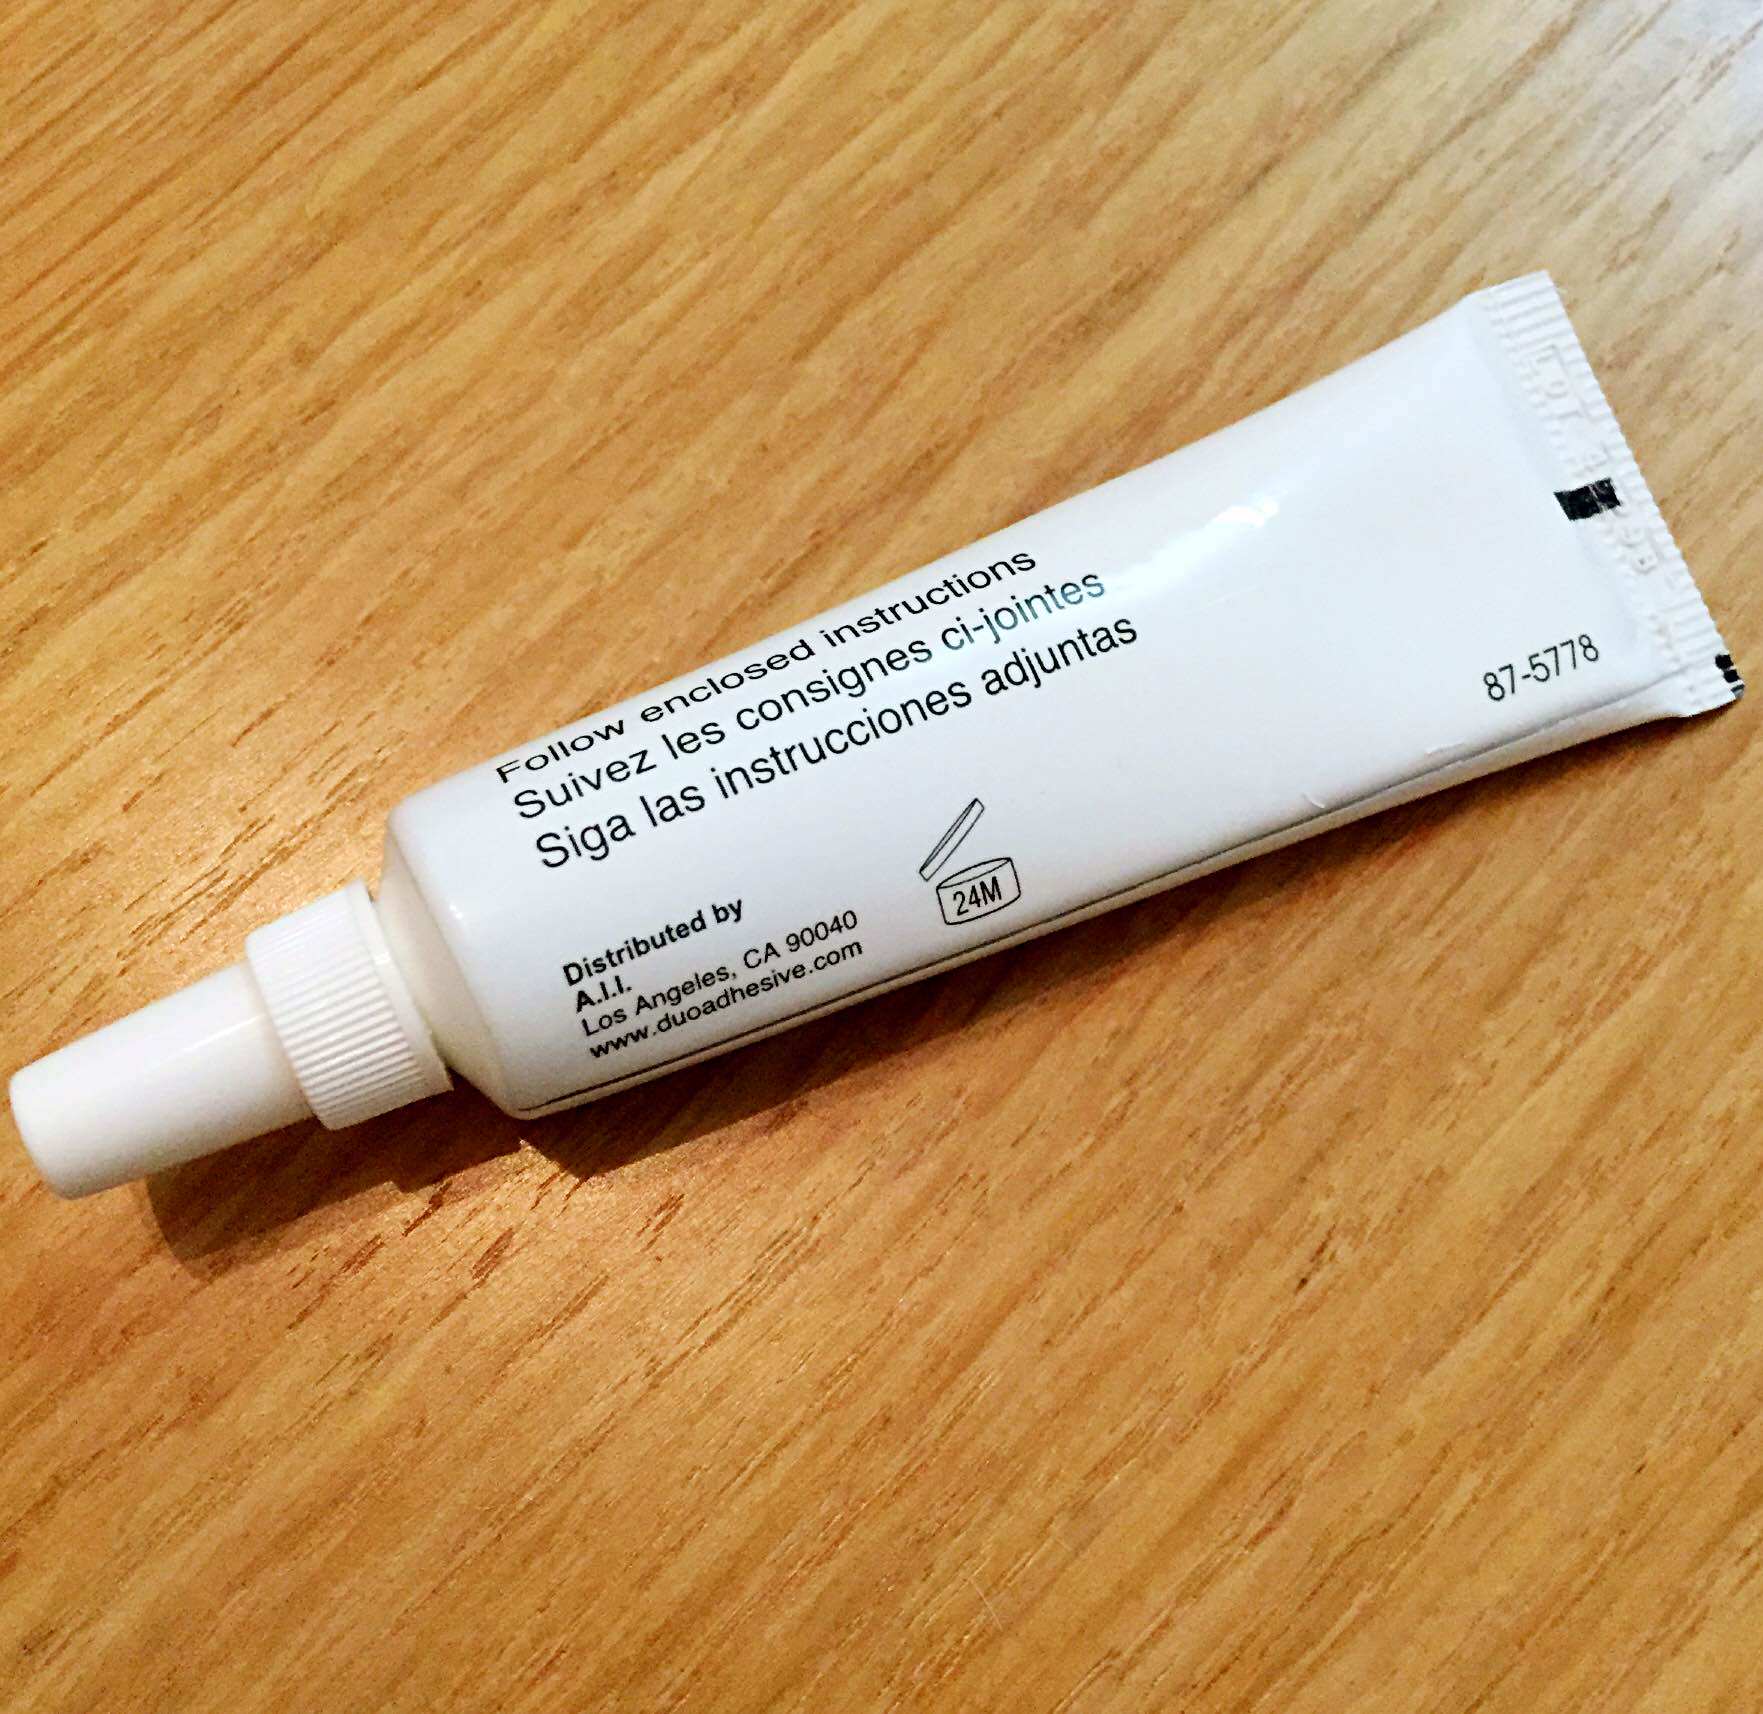 Follow enclosed instructions
Suivez les consignes ci-jointes
Siga las instrucciones adjuntas
Distributed by
A.I.I.
Los Angeles, CA 90040
www.duoadhesive.com
24M
87-5778
LOT